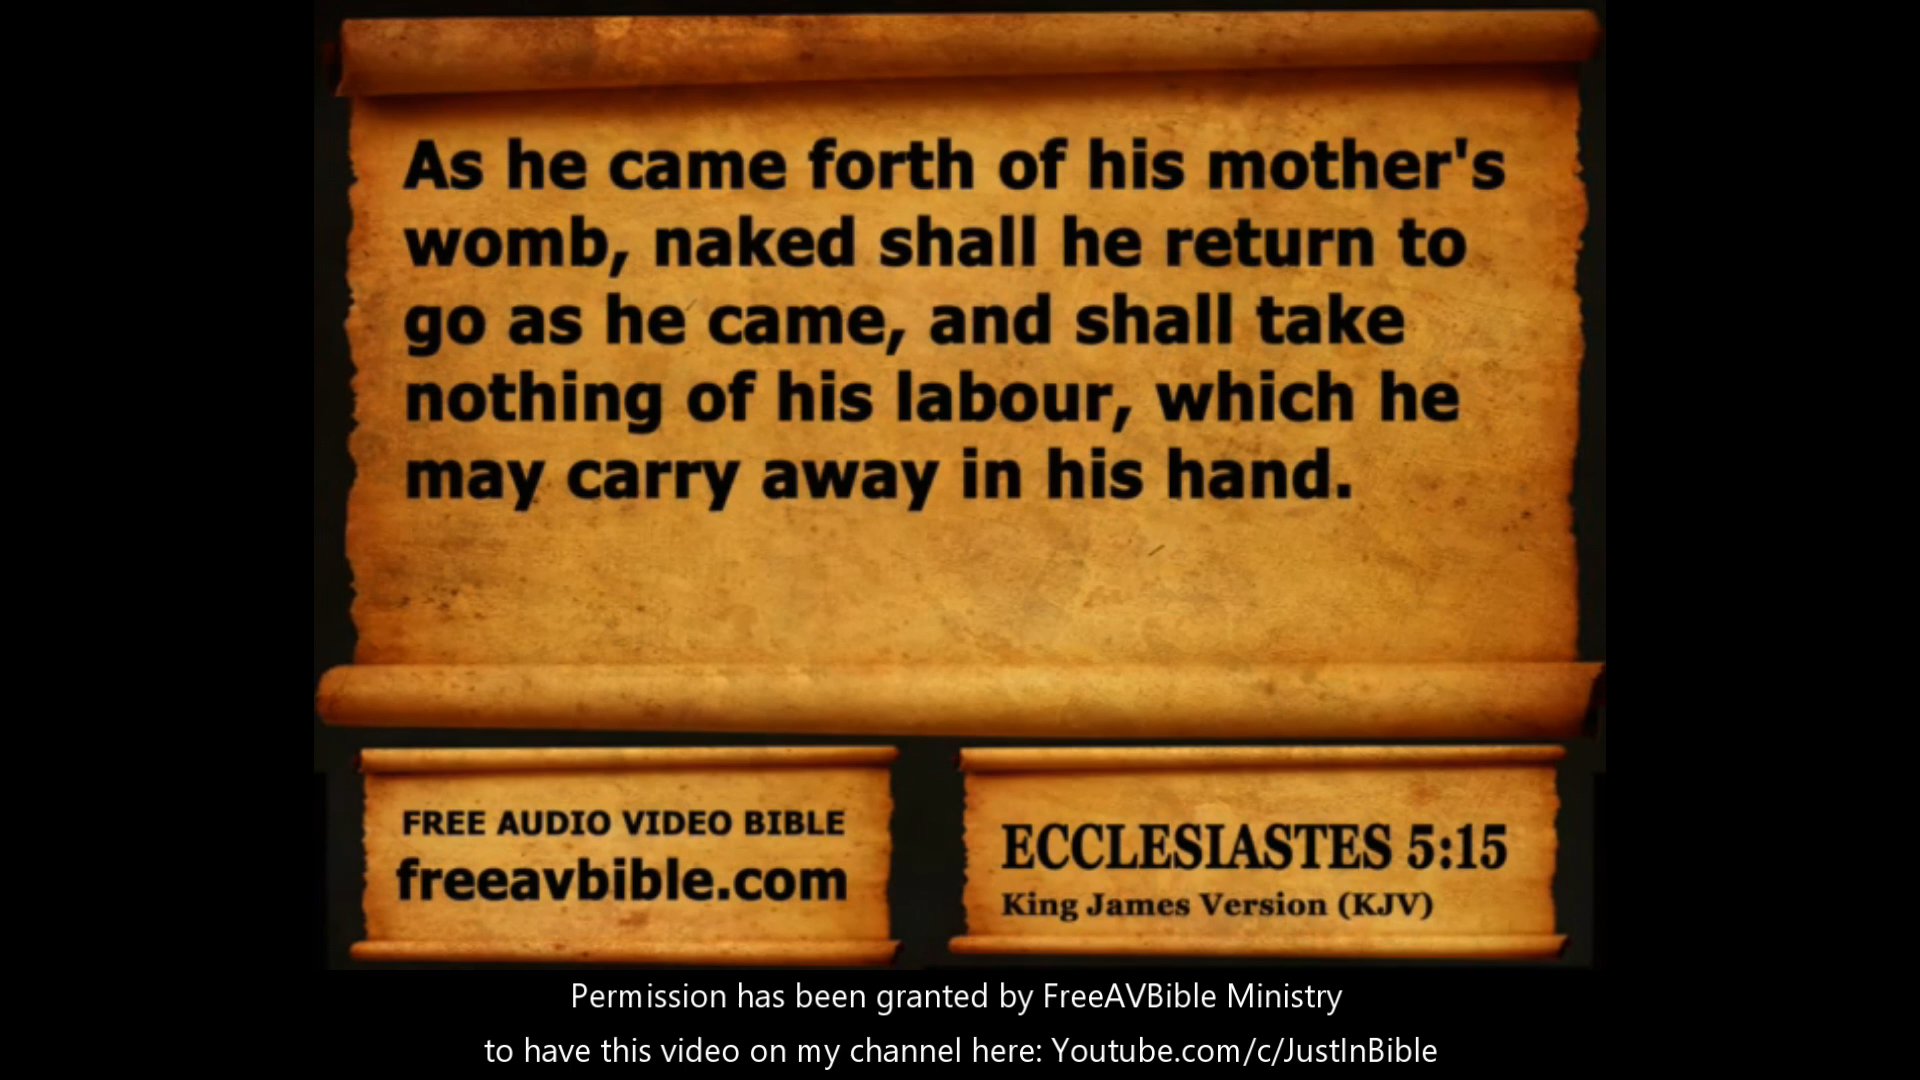 As he came forth of his mother's
womb, naked shall he return to
go as he came, and shall take
nothing of his labour, which he
may carry away in his hand.
FREE AUDIO VIDEO BIBLE
freeavbible.com
ECCLESIASTES 5:15
King James Version (KJV)
Permission has been granted by FreeAVBible Ministry
to have this video on my channel here: Youtube.com/c/JustInBible